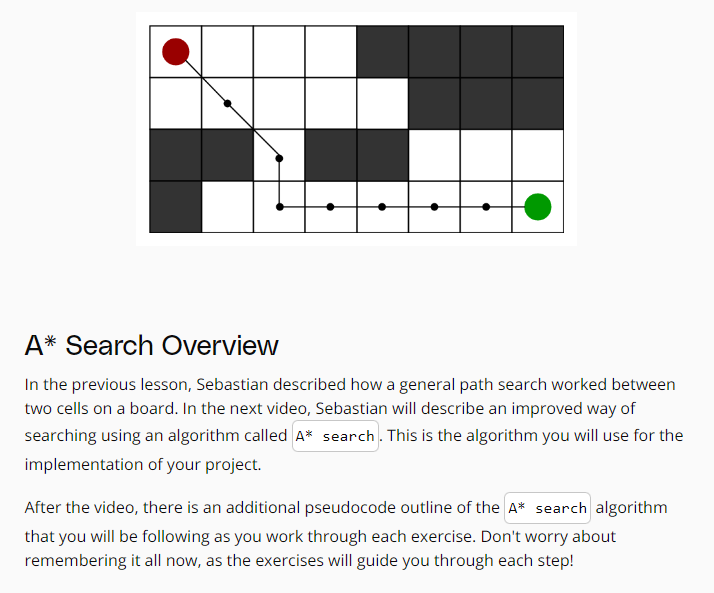 A* Search Overview
In the previous lesson, Sebastian described how a general path search worked between
two cells on a board. In the next video, Sebastian will describe an improved way of
searching using an algorithm called A* search. This is the algorithm you will use for the
implementation of your project.
After the video, there is an additional pseudocode outline of the A* search algorithm
that you will be following as you work through each exercise. Don't worry about
remembering it all now, as the exercises will guide you through each step!